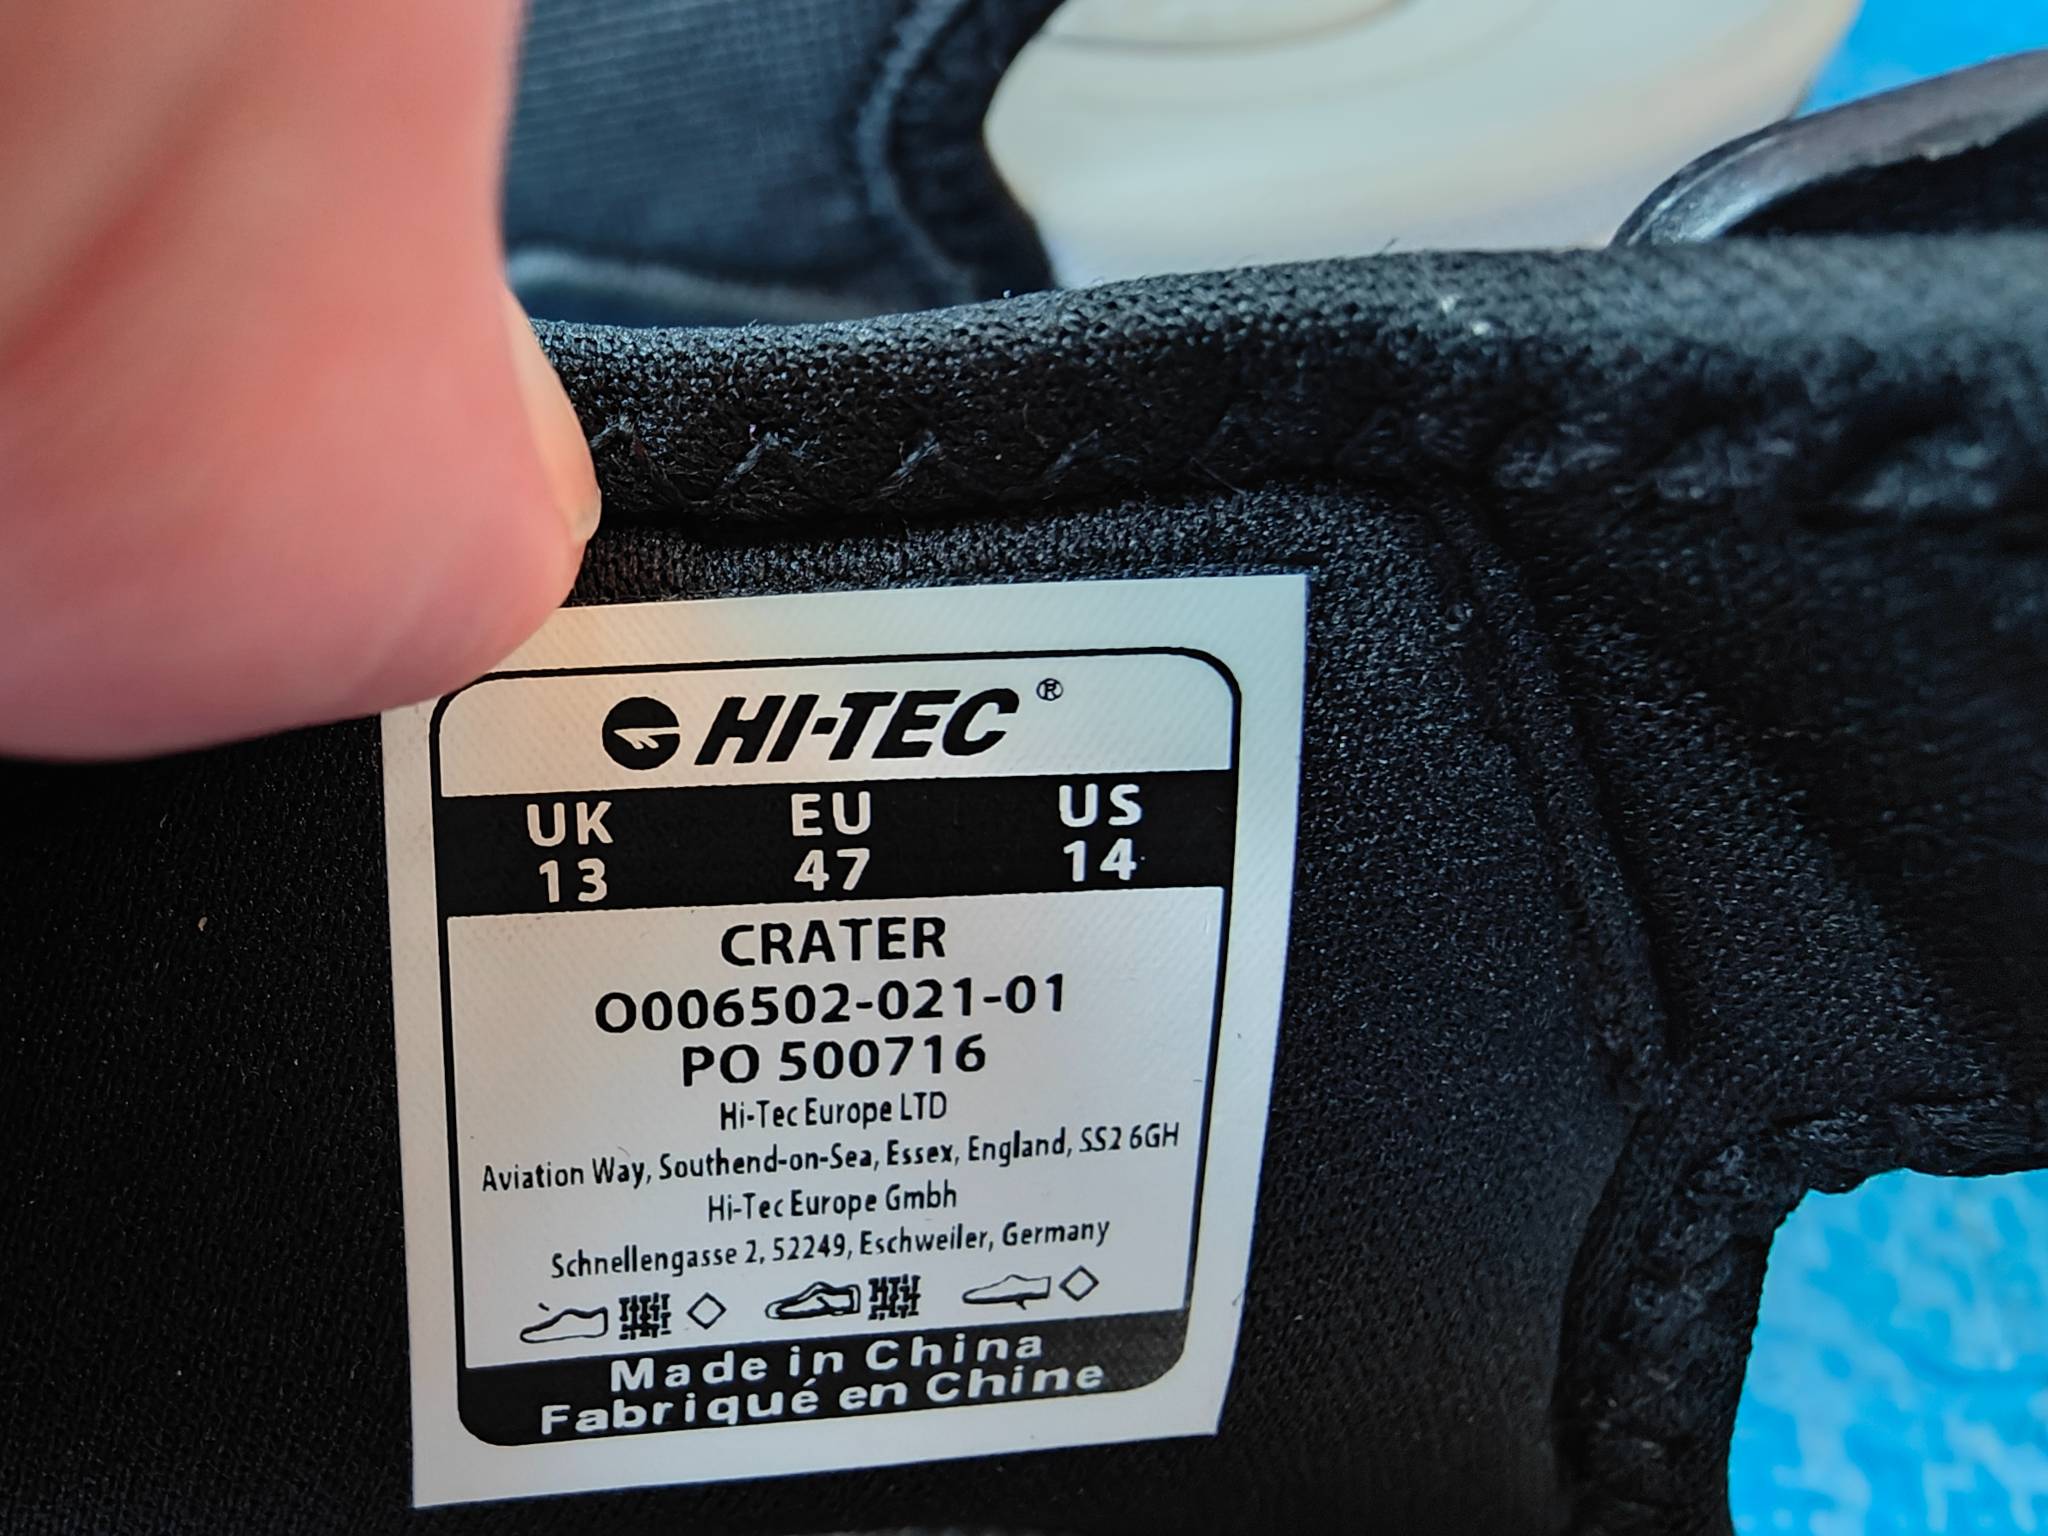 HI-TEC®
UK EU US
13 47 14
CRATER
O006502-021-01
PO 500716
Hi-Tec Europe LTD
Aviation Way, Southend-on-Sea, Essex, England, SS2 6GH
Hi-Tec Europe Gmbh
Schnellengasse 2, 52249, Eschweiler, Germany
Made in China
Fabriqué en Chine